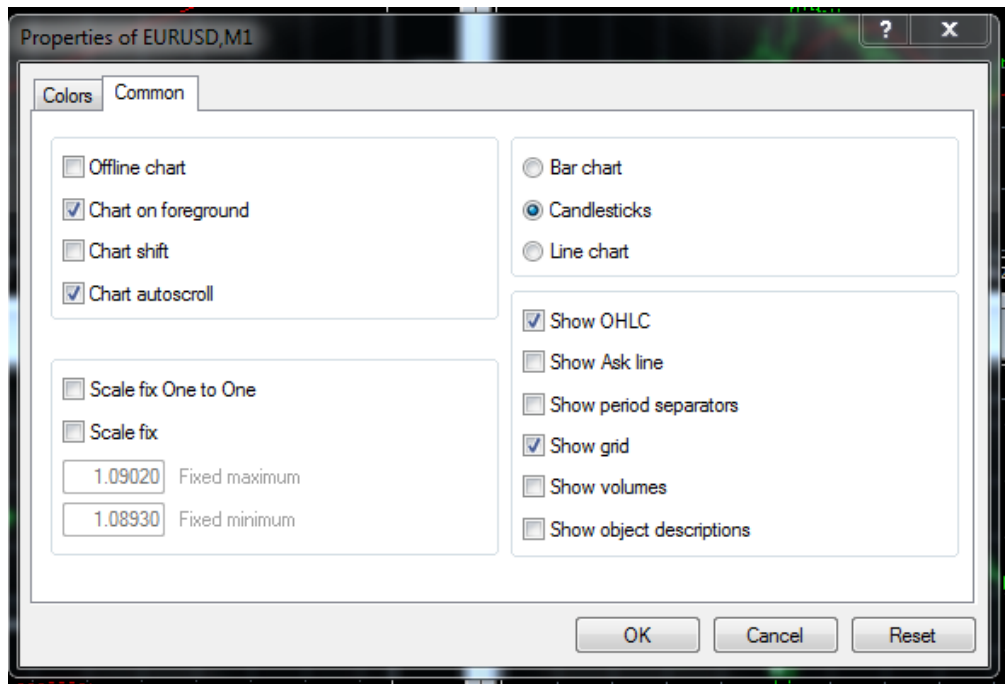 Properties of EURUSD,M1
Colors
Common
Offline chart
Chart on foreground
Chart shift
Chart autoscroll
Scale fix One to One
Scale fix
1.09020 Fixed maximum
1.08930 Fixed minimum
Bar chart
Candlesticks
Line chart
Show OHLC
Show Ask line
Show period separators
Show grid
Show volumes
Show object descriptions
OK
Cancel
Reset